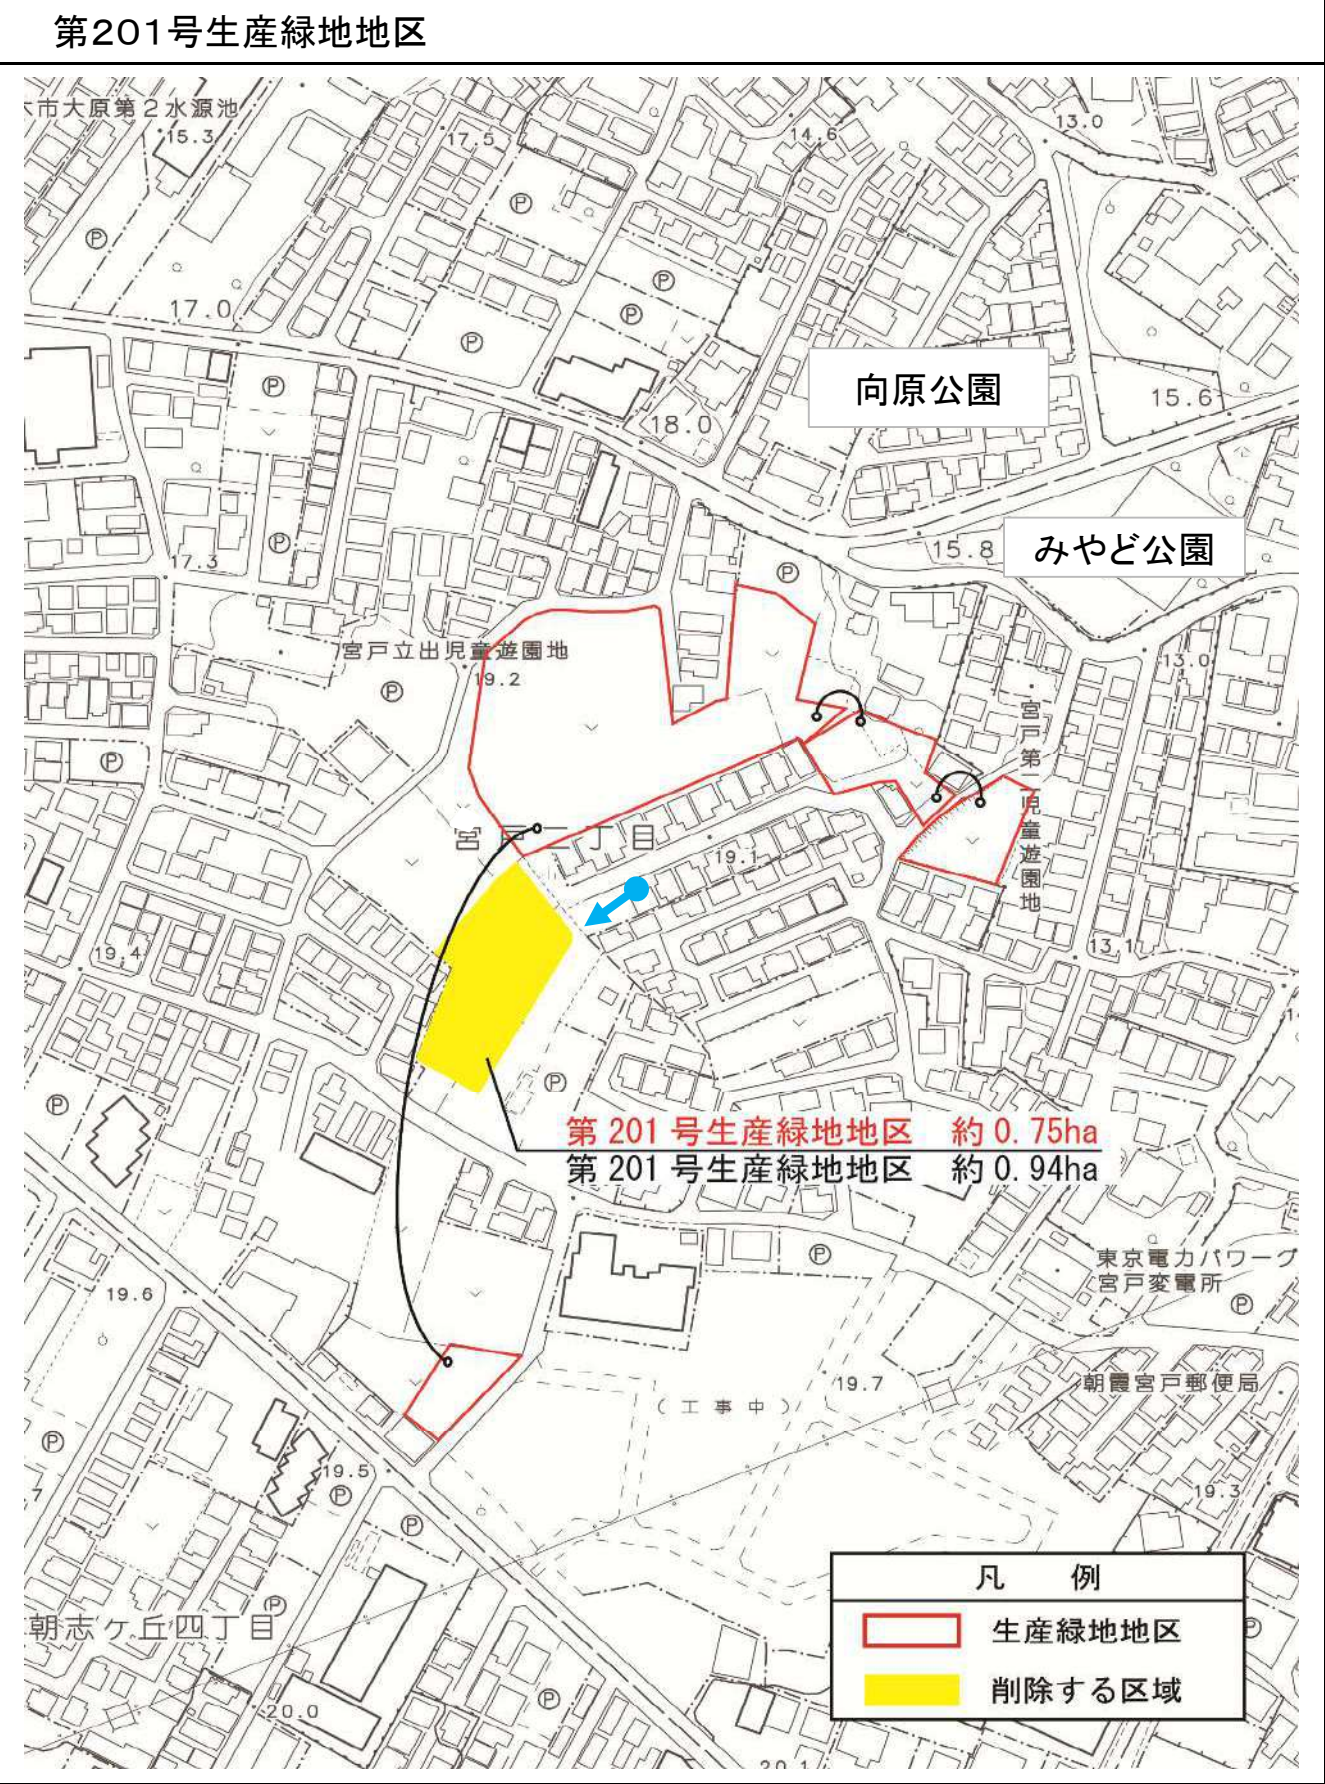 第201号生産緑地地区
市大原第2水源池
15.3
17.5
14.6
13.0
Ⓟ
Ⓟ
Ⓟ
Ⓟ
17.0
Ⓟ
Ⓟ
向原公園
15.6
18.0
Ⓟ
17.3
15.8
みやど公園
Ⓟ
宮戸立出児童遊園地
19.2
13.0
Ⓟ
宮戸第二児童遊園地
Ⓟ
宮戸二丁目
19.1
19.4
13.1
Ⓟ
Ⓟ
第 201 号生産緑地地区 約 0.75ha
第 201 号生産緑地地区 約 0.94ha
Ⓟ
東京電力パワーグ
宮戸変電所
19.6
Ⓟ
19.7
朝霞宮戸郵便局
(工事中)
Ⓟ
19.5
Ⓟ
19.3
7
Ⓟ
凡 例
Ⓟ
朝志ケ丘四丁目
生産緑地地区
Ⓟ
削除する区域
Ⓟ
20.0
20.1